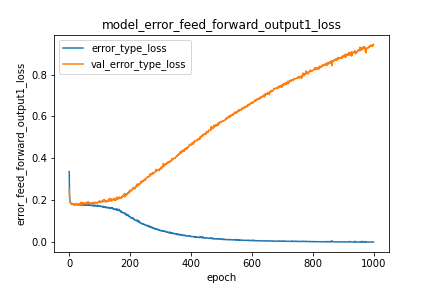 model_error_feed_forward_output1_loss
error_type_loss
val_error_type_loss
error_feed_forward_output1_loss
0.8
0.6
0.4
0.2
0.0
0
200
400
600
800
1000
epoch